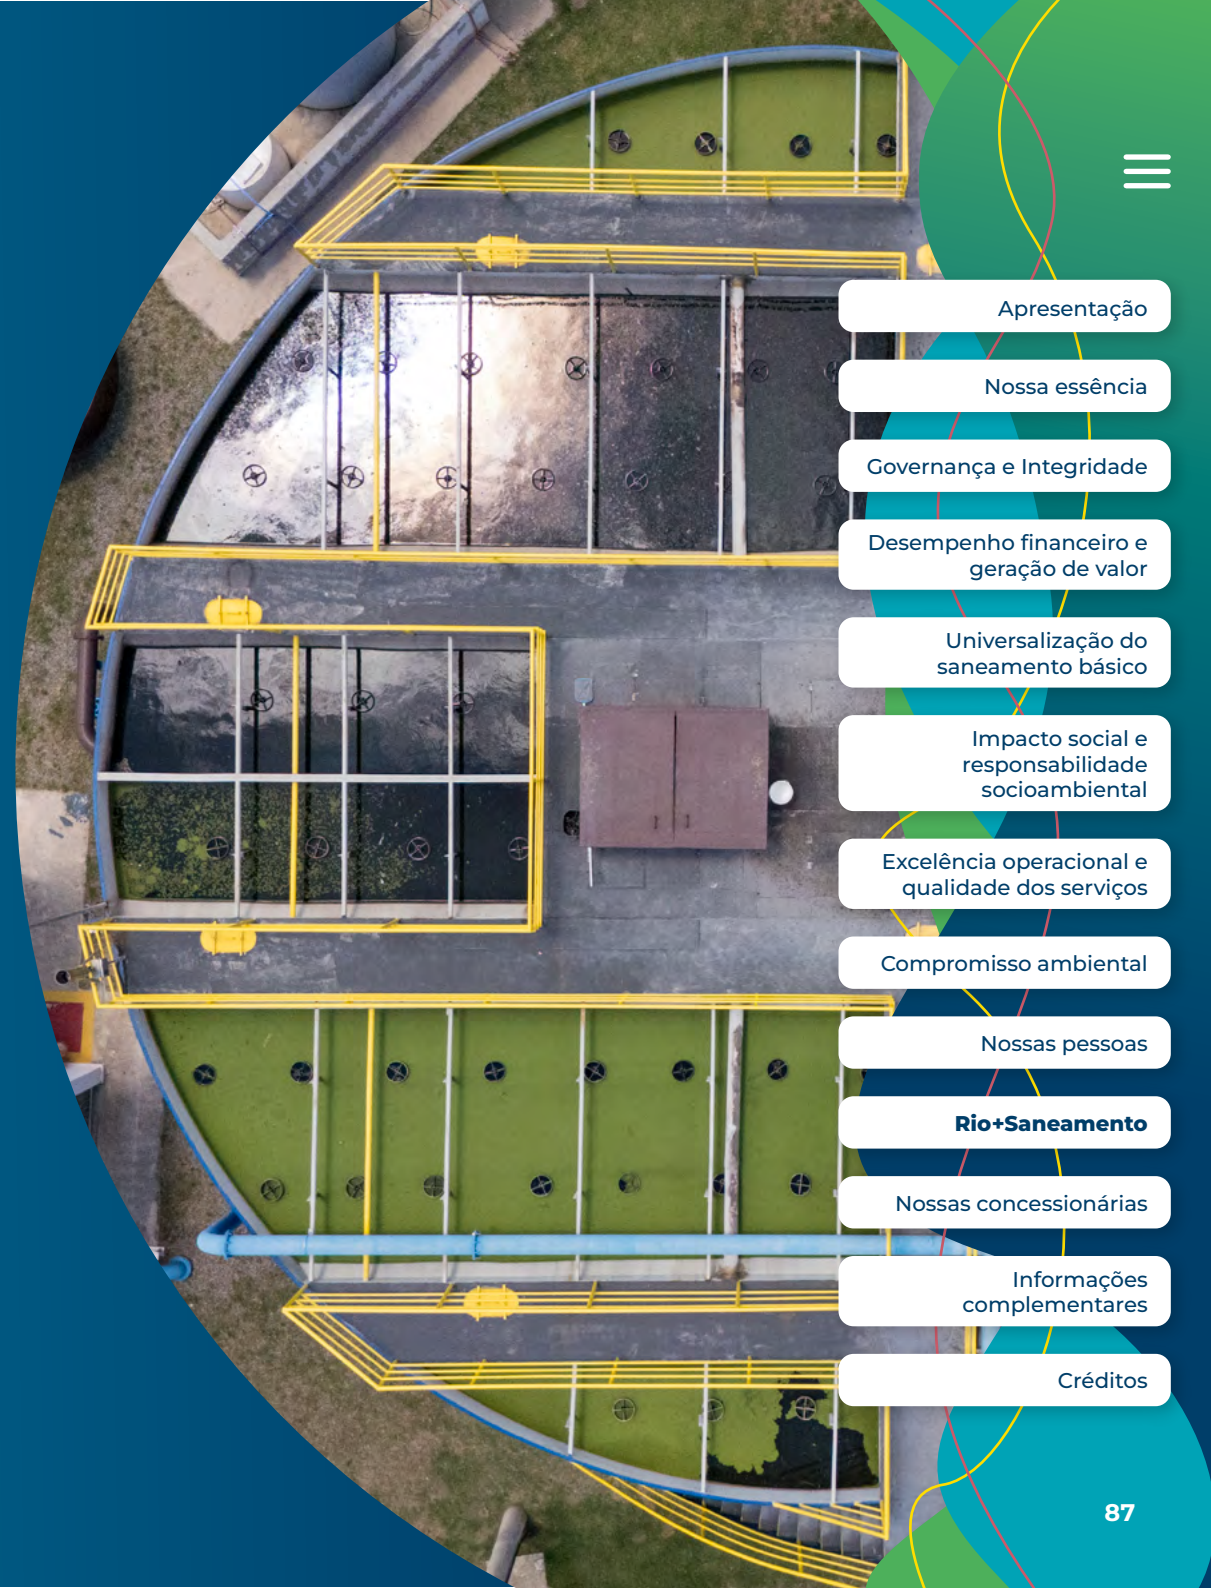 Apresentação
Nossa essência
Governança e Integridade
Desempenho financeiro e
geração de valor
Universalização do
saneamento básico
Impacto social e
responsabilidade
socioambiental
Excelência operacional e
qualidade dos serviços
Compromisso ambiental
Nossas pessoas
Rio+Saneamento
Nossas concessionárias
Informações
complementares
Créditos
87